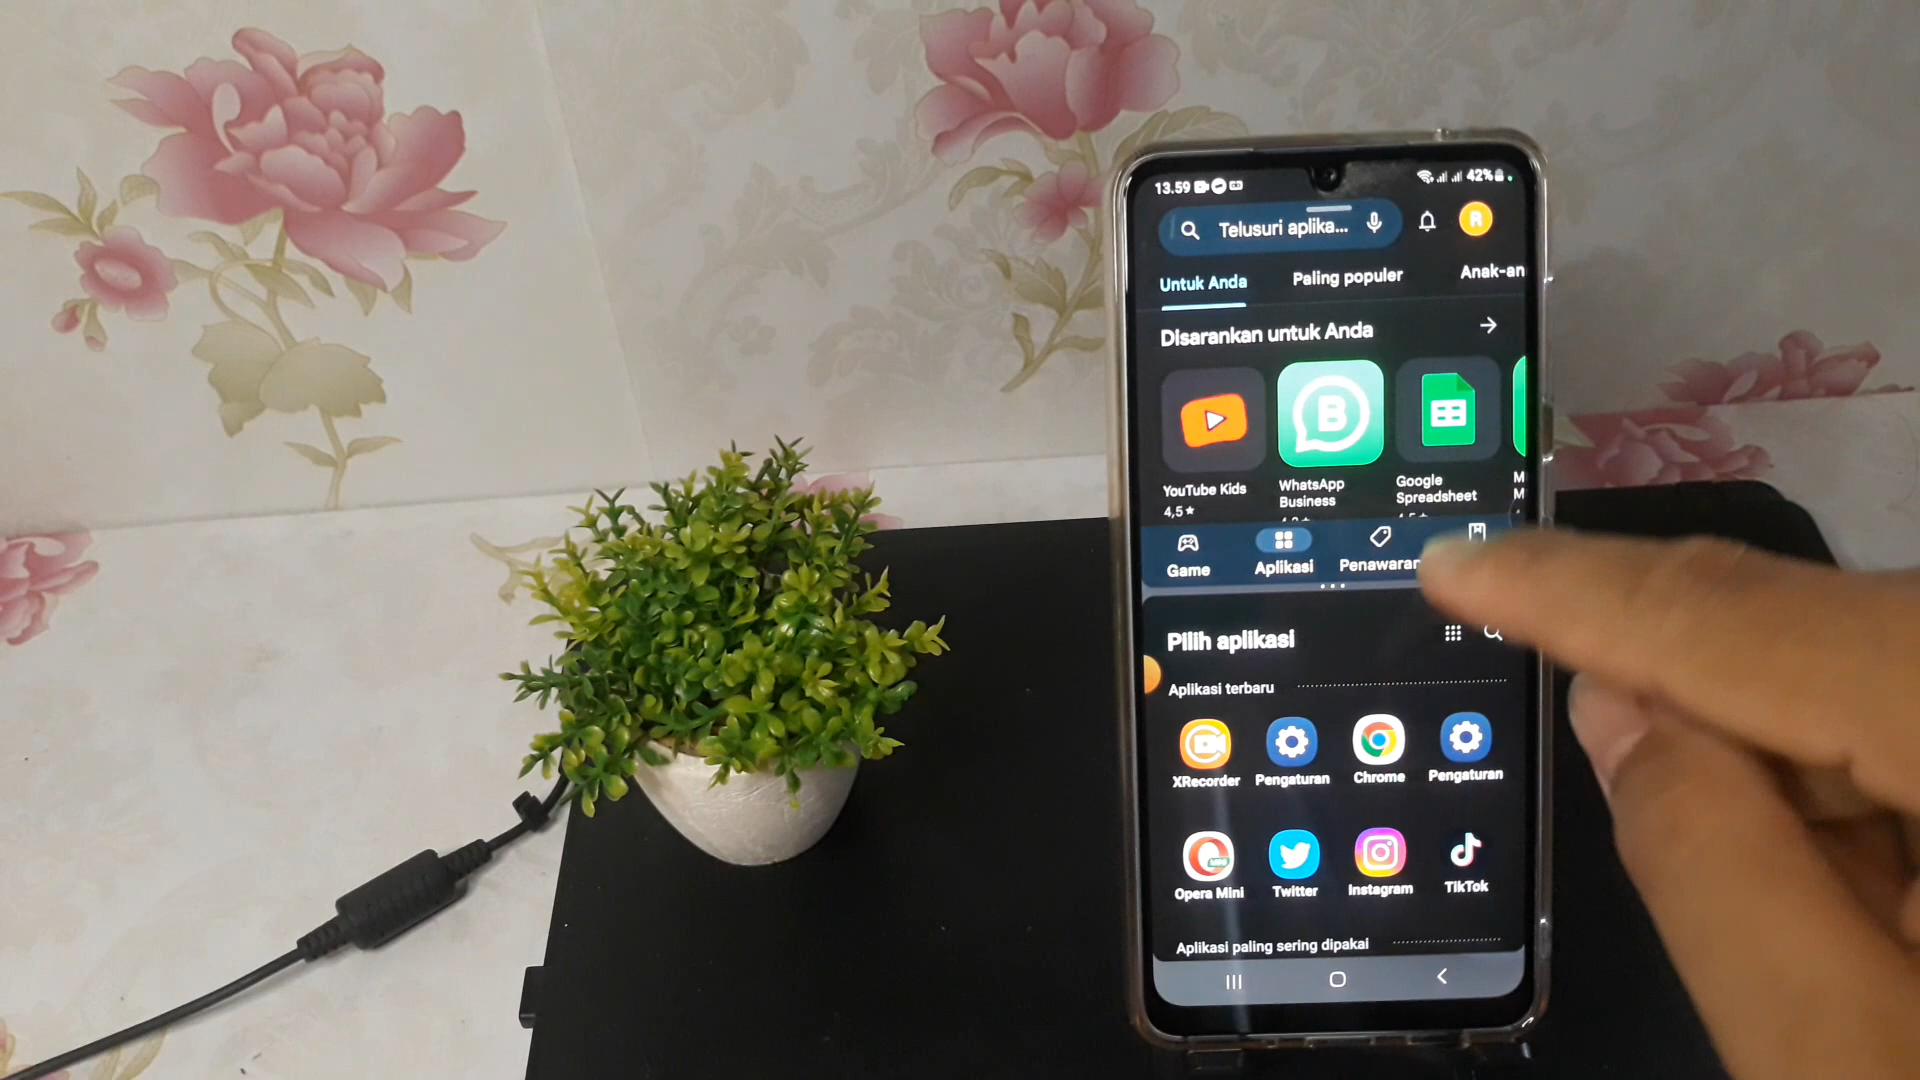 13.59 42%
Telusuri aplika... R
Untuk Anda Paling populer Anak-an
Disarankan untuk Anda
B
YouTube Kids WhatsApp Business Google Spreadsheet M M
4,5★
Game Aplikasi Penawaran
Pilih aplikasi
Aplikasi terbaru
XRecorder Pengaturan Chrome Pengaturan
Opera Mini Twitter Instagram TikTok
Aplikasi paling sering dipakai